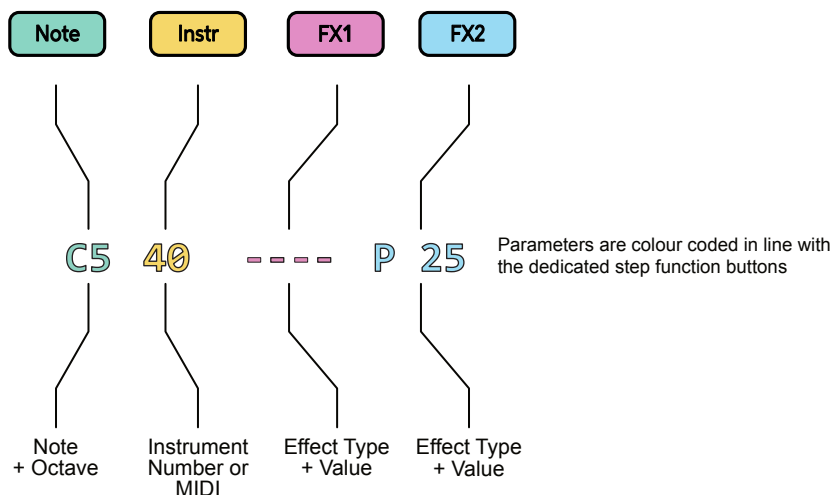 Note Instr FX1 FX2
C5 40 ---- P 25
Parameters are colour coded in line with
the dedicated step function buttons
Note
+ Octave
Instrument
Number or
MIDI
Effect Type
+ Value
Effect Type
+ Value